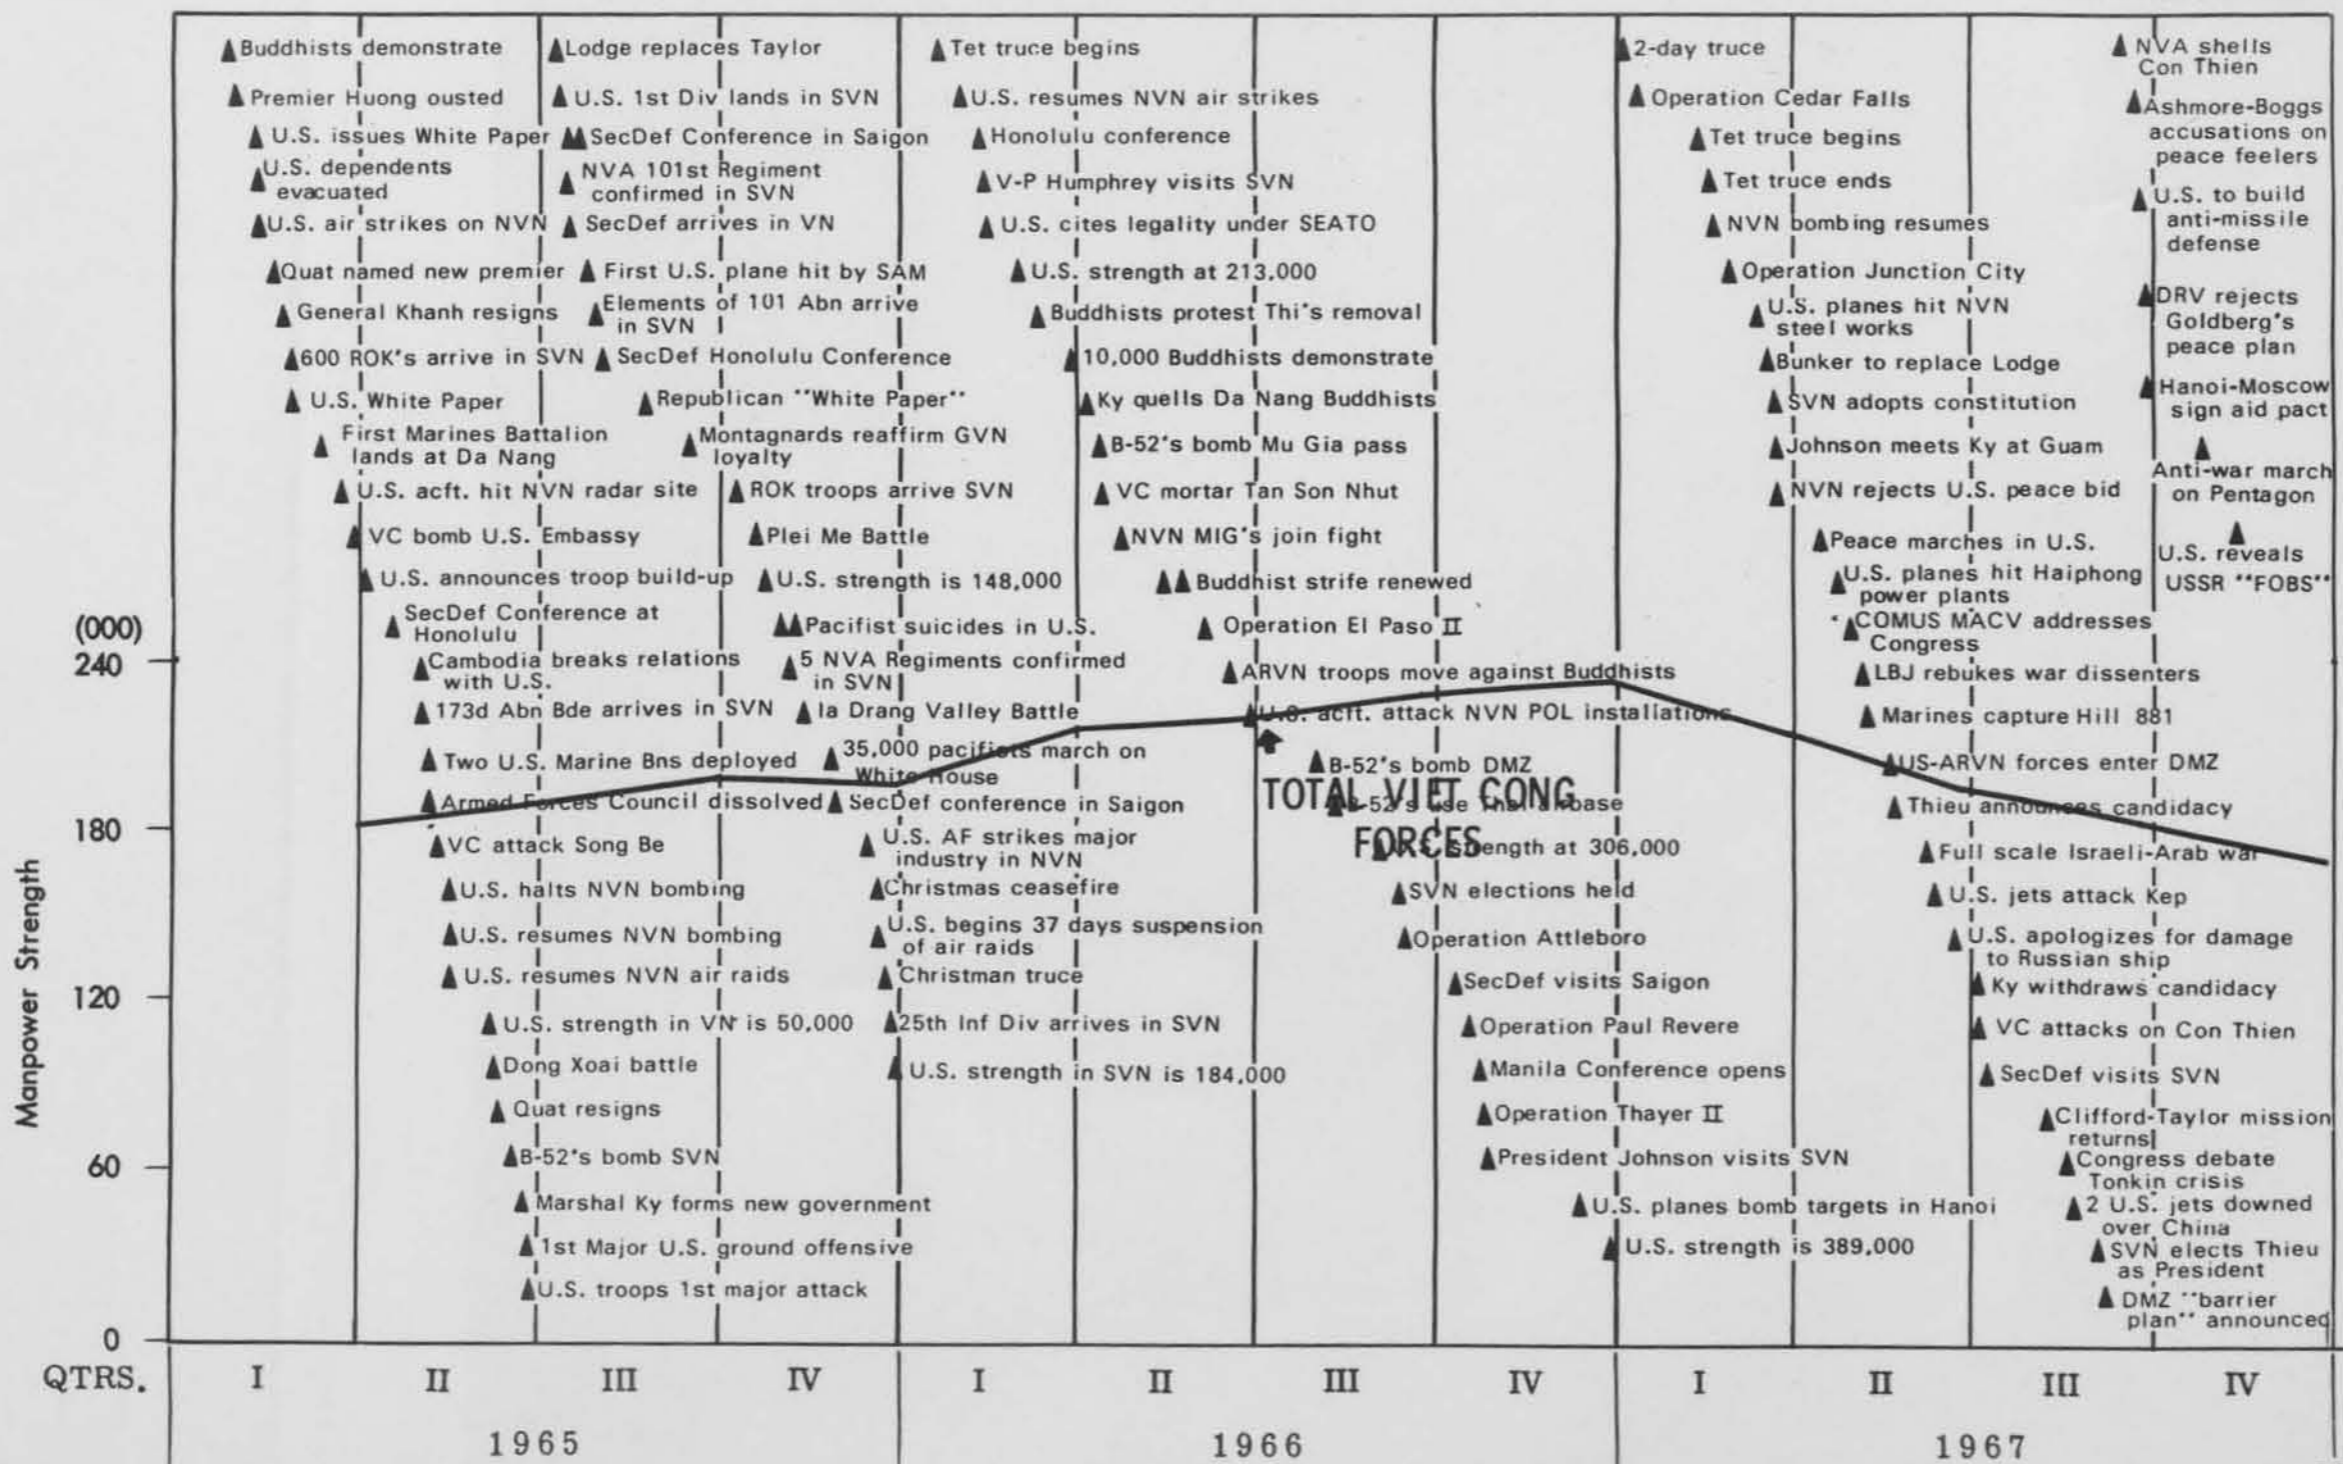 Buddhists demonstrate
Premier Huong ousted
U.S. issues White Paper
U.S. dependents
evacuated
U.S. air strikes on NVN
Quat named new premier
General Khanh resigns
600 ROK's arrive in SVN
U.S. White Paper
First Marines Battalion
lands at Da Nang
U.S. acft. hit NVN radar site
VC bomb U.S. Embassy
U.S. announces troop build-up
SecDef Conference at
Honolulu
Cambodia breaks relations
with U.S.
173d Abn Bde arrives in SVN
Two U.S. Marine Bns deployed
Armed Forces Council dissolved
VC attack Song Be
U.S. halts NVN bombing
U.S. resumes NVN bombing
U.S. resumes NVN air raids
U.S. strength in VN is 50,000
Dong Xoai battle
Quat resigns
B-52's bomb SVN
Marshal Ky forms new government
1st Major U.S. ground offensive
U.S. troops 1st major attack
Lodge replaces Taylor
U.S. 1st Div lands in SVN
SecDef Conference in Saigon
NVA 101st Regiment
confirmed in SVN
SecDef arrives in VN
First U.S. plane hit by SAM
Elements of 101 Abn arrive
in SVN
SecDef Honolulu Conference
Republican "White Paper"
Montagnards reaffirm GVN
loyalty
ROK troops arrive SVN
Plei Me Battle
U.S. strength is 148,000
Pacifist suicides in U.S.
5 NVA Regiments confirmed
in SVN
Ia Drang Valley Battle
35,000 pacifists march on
White House
SecDef conference in Saigon
U.S. AF strikes major
industry in NVN
Christmas ceasefire
U.S. begins 37 days suspension
of air raids
Christman truce
25th Inf Div arrives in SVN
U.S. strength in SVN is 184,000
Tet truce begins
U.S. resumes NVN air strikes
Honolulu conference
V-P Humphrey visits SVN
U.S. cites legality under SEATO
U.S. strength at 213,000
Buddhists protest Thi's removal
10,000 Buddhists demonstrate
Ky quells Da Nang Buddhists
B-52's bomb Mu Gia pass
VC mortar Tan Son Nhut
NVN MIG's join fight
Buddhist strife renewed
Operation El Paso II
ARVN troops move against Buddhists
U.S. acft. attack NVN POL installations
B-52's bomb DMZ
TOTAL VIET CONG
FORCES
B-52's use Thai airbase
strength at 306,000
SVN elections held
Operation Attleboro
SecDef visits Saigon
Operation Paul Revere
Manila Conference opens
Operation Thayer II
President Johnson visits SVN
U.S. planes bomb targets in Hanoi
U.S. strength is 389,000
2-day truce
Operation Cedar Falls
Tet truce begins
Tet truce ends
NVN bombing resumes
Operation Junction City
U.S. planes hit NVN
steel works
Bunker to replace Lodge
SVN adopts constitution
Johnson meets Ky at Guam
NVN rejects U.S. peace bid
Peace marches in U.S.
U.S. planes hit Haiphong
power plants
COMUS MACV addresses
Congress
LBJ rebukes war dissenters
Marines capture Hill 881
US-ARVN forces enter DMZ
Thieu announces candidacy
Full scale Israeli-Arab war
U.S. jets attack Kep
U.S. apologizes for damage
to Russian ship
Ky withdraws candidacy
VC attacks on Con Thien
SecDef visits SVN
Clifford-Taylor mission
returns
Congress debate
Tonkin crisis
2 U.S. jets downed
over China
SVN elects Thieu
as President
DMZ "barrier
plan" announced
NVA shells
Con Thien
Ashmore-Boggs
accusations on
peace feelers
U.S. to build
anti-missile
defense
DRV rejects
Goldberg's
peace plan
Hanoi-Moscow
sign aid pact
Anti-war march
on Pentagon
U.S. reveals
USSR "FOBS"
Manpower Strength
(000)
240
180
120
60
0
QTRS. I II III IV I II III IV I II III IV
1965 1966 1967